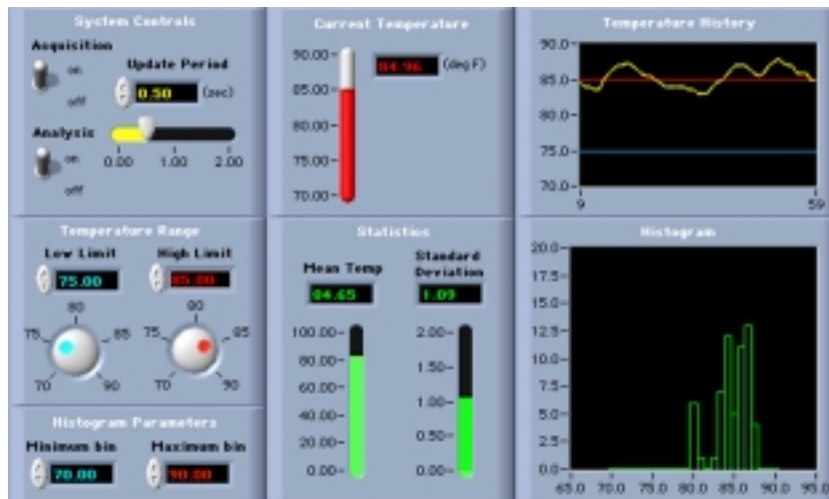 System Controls
Acquisition
on
off
Update Period
0.50 (sec)
Analysis
on
off
0.00 1.00 2.00
Current Temperature
90.00
85.00
80.00
75.00
70.00
84.96 (deg F)
Temperature History
90.0
85.0
80.0
75.0
70.0
9 59
Temperature Range
Low Limit High Limit
75.00 85.00
80 80
75 85 75 85
70 90 70 90
Histogram Parameters
Minimum bin Maximum bin
70.00 90.00
Statistics
Mean Temp
84.65
Standard
Deviation
1.09
100.00
80.00
60.00
40.00
20.00
0.00
2.00
1.50
1.00
0.50
0.00
Histogram
20.0
17.5
15.0
12.5
10.0
7.5
5.0
2.5
0.0
65.0 70.0 75.0 80.0 85.0 90.0 95.0